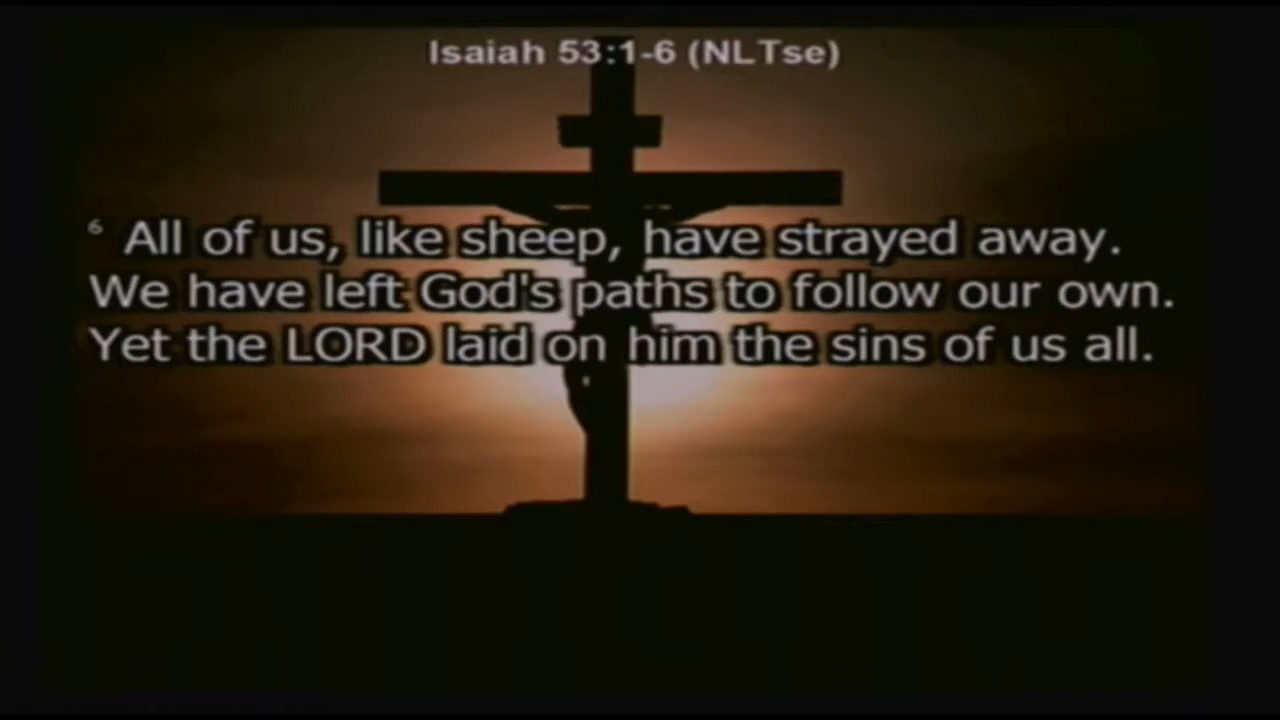 Isaiah 53:1-6 (NLTse)
⁶ All of us, like sheep, have strayed away.
We have left God's paths to follow our own.
Yet the LORD laid on him the sins of us all.